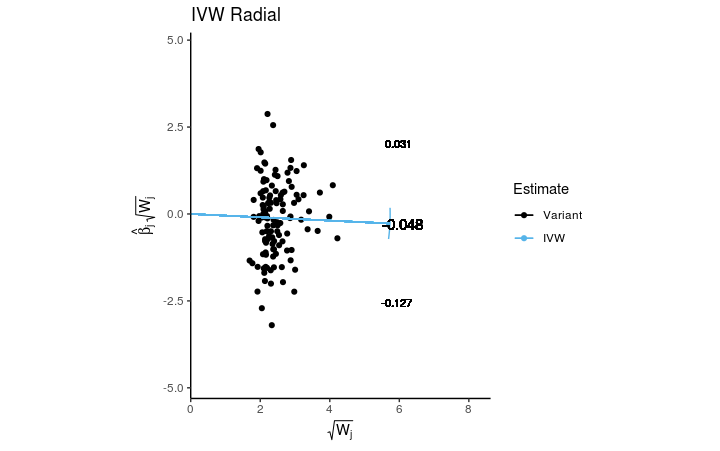 IVW Radial
5.0
2.5
0.0
-2.5
-5.0
β̂j√Wj
0.031
-0.048
-0.127
0
2
4
6
8
√Wj
Estimate
Variant
IVW